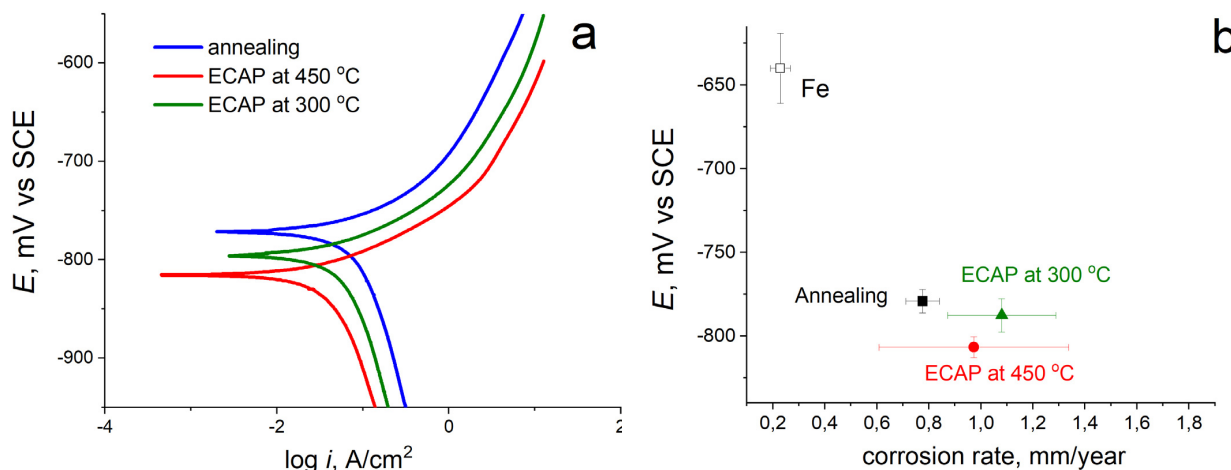 a
annealing
ECAP at 450 °C
ECAP at 300 °C
E, mV vs SCE
-600
-700
-800
-900
-4
-2
0
2
log i, A/cm²
b
Fe
E, mV vs SCE
-650
-700
-750
-800
ECAP at 300 °C
Annealing
ECAP at 450 °C
0,2
0,4
0,6
0,8
1,0
1,2
1,4
1,6
1,8
corrosion rate, mm/year